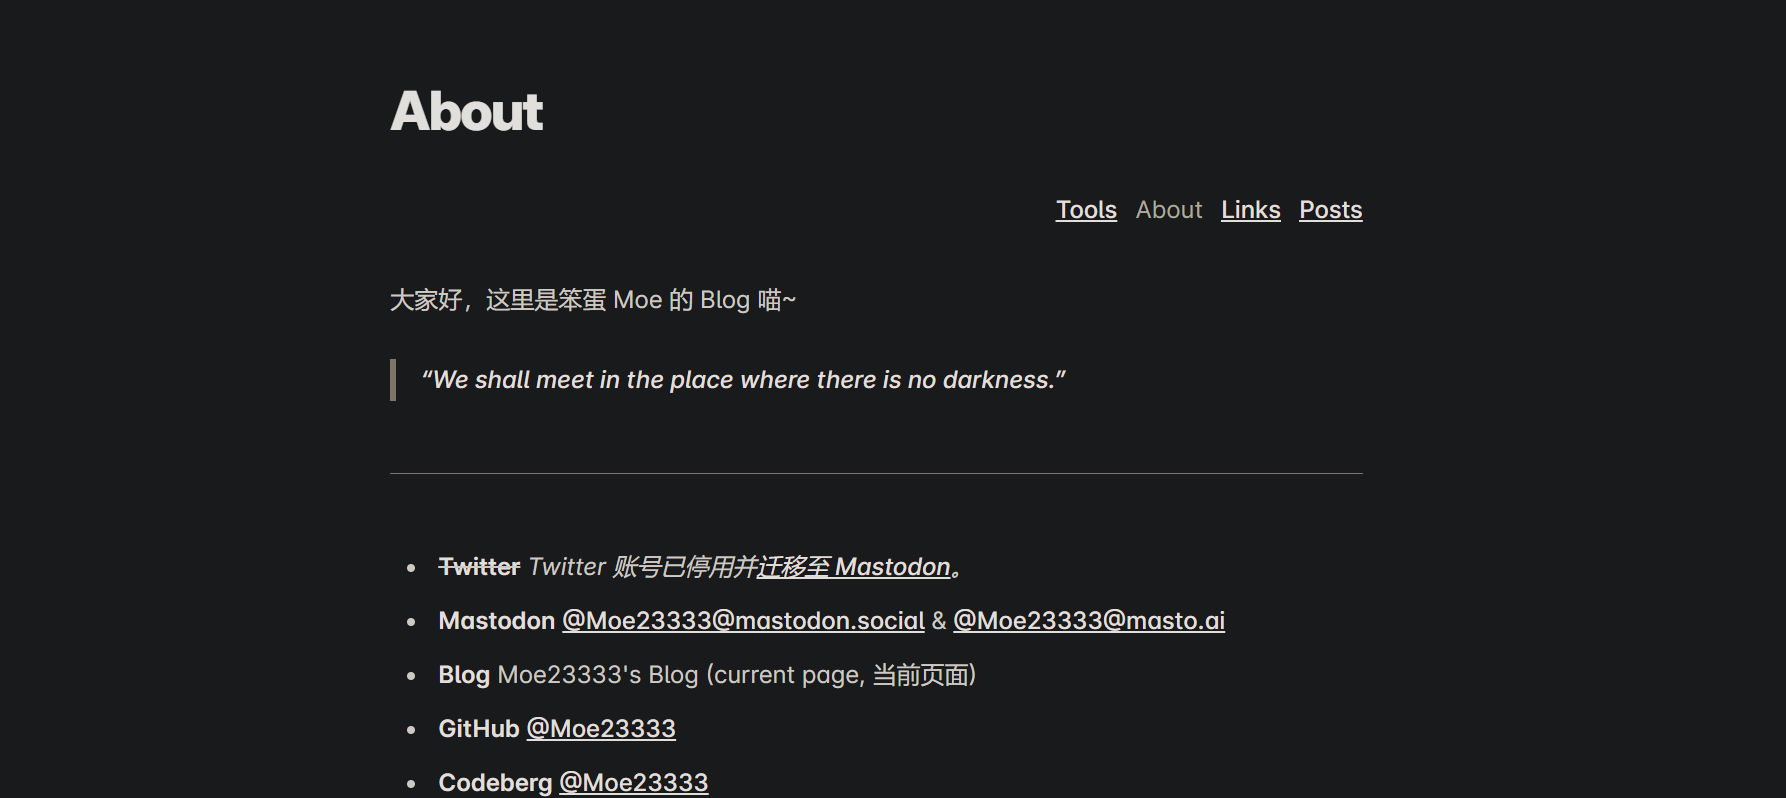 About
Tools About Links Posts
大家好，这里是笨蛋 Moe 的 Blog 喵~
“We shall meet in the place where there is no darkness.”
Twitter Twitter 账号已停用并迁移至 Mastodon。
Mastodon @Moe23333@mastodon.social & @Moe23333@masto.ai
Blog Moe23333's Blog (current page, 当前页面)
GitHub @Moe23333
Codeberg @Moe23333